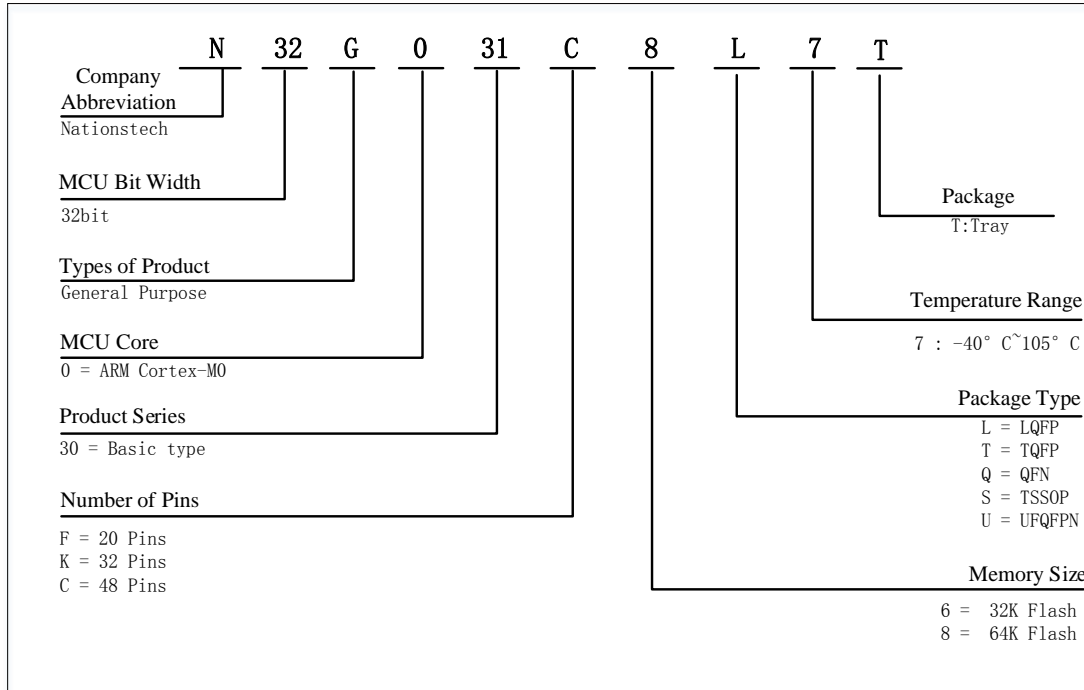 N 32 G 0 31 C 8 L 7 T
Company
Abbreviation
Nationstech
MCU Bit Width
32bit
Types of Product
General Purpose
MCU Core
0 = ARM Cortex-M0
Product Series
30 = Basic type
Number of Pins
F = 20 Pins
K = 32 Pins
C = 48 Pins
Package
T:Tray
Temperature Range
7 : -40° C~105° C
Package Type
L = LQFP
T = TQFP
Q = QFN
S = TSSOP
U = UFQFPN
Memory Size
6 = 32K Flash
8 = 64K Flash